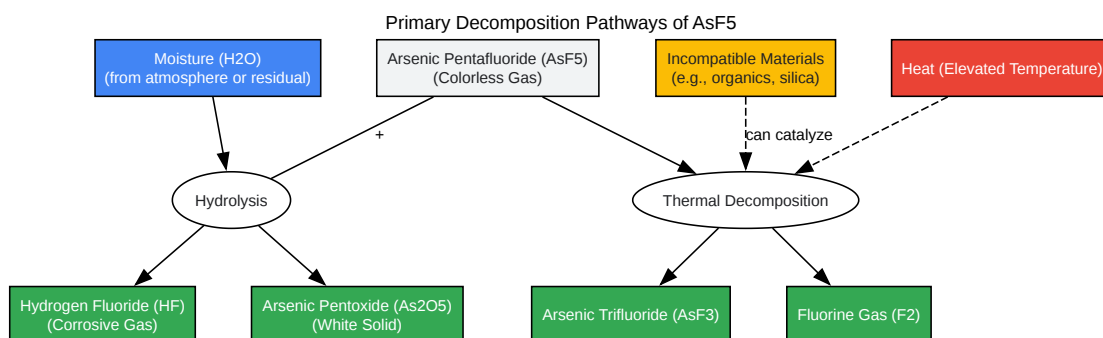 Primary Decomposition Pathways of AsF5
Moisture (H2O)
(from atmosphere or residual)
Arsenic Pentafluoride (AsF5)
(Colorless Gas)
Incompatible Materials
(e.g., organics, silica)
Heat (Elevated Temperature)
+
can catalyze
Hydrolysis
Thermal Decomposition
Hydrogen Fluoride (HF)
(Corrosive Gas)
Arsenic Pentoxide (As2O5)
(White Solid)
Arsenic Trifluoride (AsF3)
Fluorine Gas (F2)